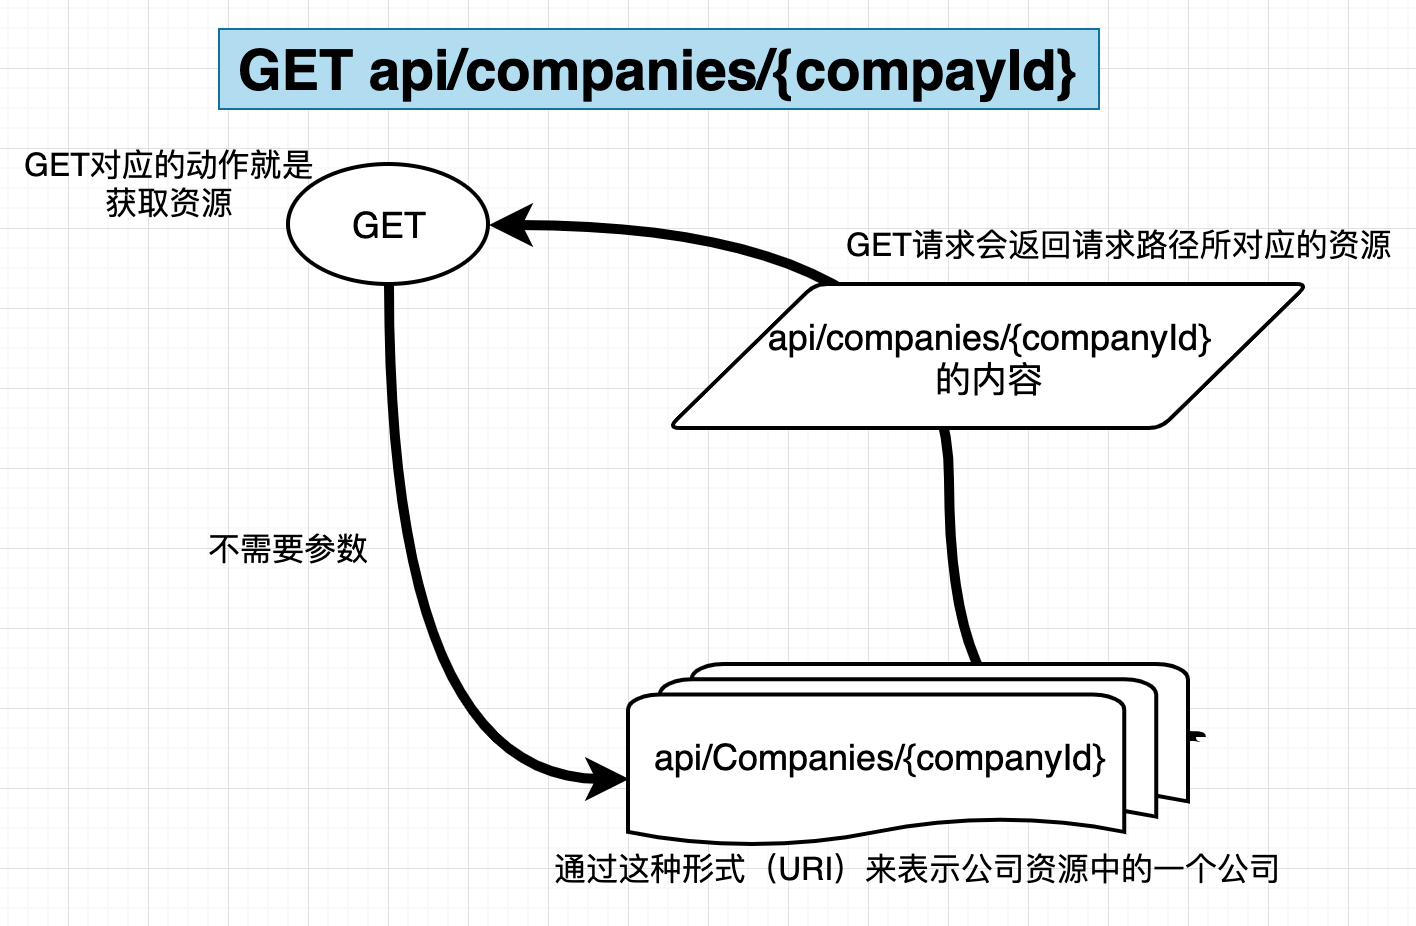 GET api/companies/{compayId}
GET对应的动作就是
获取资源
GET
GET请求会返回请求路径所对应的资源
api/companies/{companyId}
的内容
不需要参数
api/Companies/{companyId}
通过这种形式（URI）来表示公司资源中的一个公司